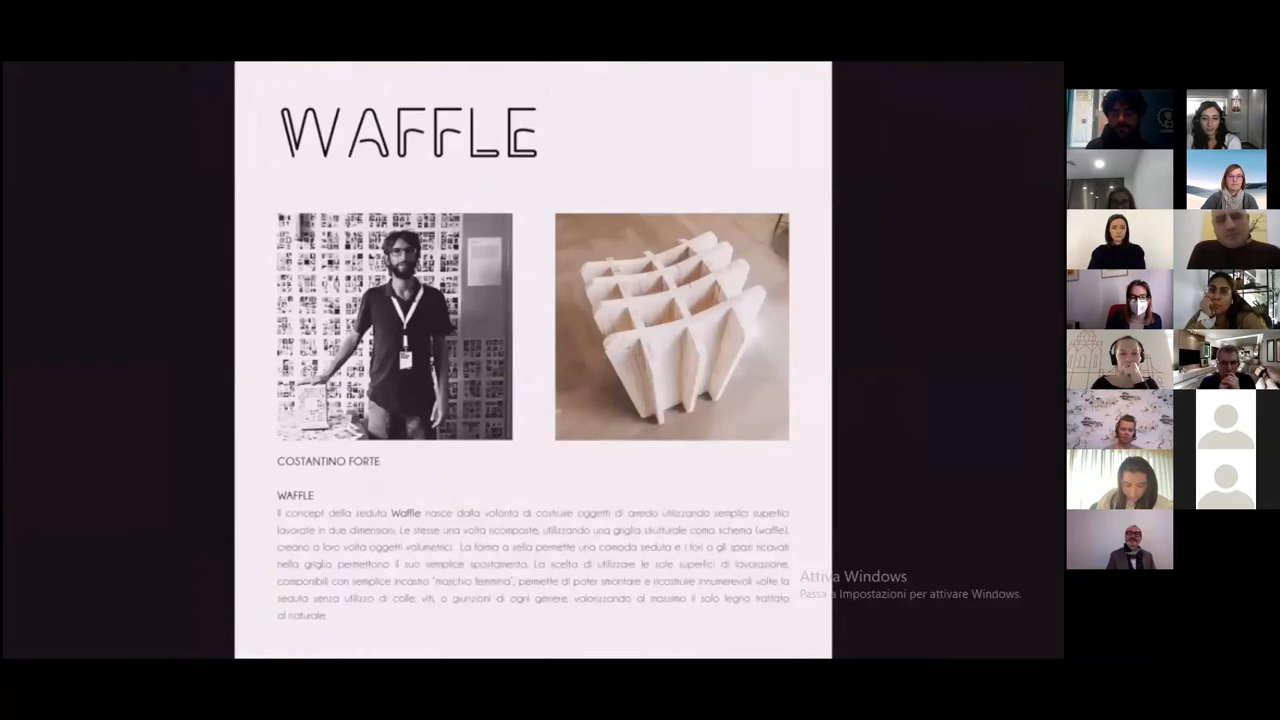 WAFFLE
COSTANTINO FORTE
WAFFLE
Il concept della seduta Waffle nasce dalla volonta di costruire oggetti di arredo utilizzando semplici superfici
lavorate in due dimensioni. Le stesse una volta ricomposte, utilizzando una griglia strutturale come schema (waffle),
creano a loro volta oggetti volumetrici. La forma a sella permette una comoda seduta e i fori o gli spazi ricavati
nella griglia permettono il suo semplice spostamento. La scelta di utilizzare le sole superfici di lavorazione,
componibili con semplice incastro "maschio femmina", permette di poter smontare e ricostruire innumerevoli volte la
seduta senza utilizzo di colle, viti, o giunzioni di ogni genere, valorizzando al massimo il solo legno trattato
al naturale.
Attiva Windows
Passa a Impostazioni per attivare Windows.